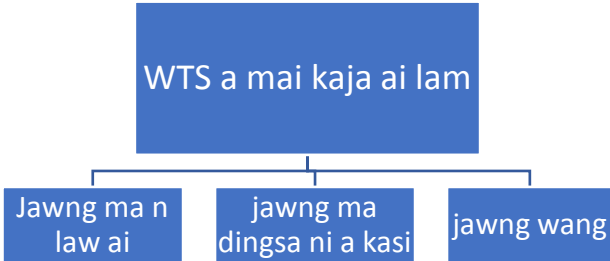 WTS a mai kaja ai lam
Jawng ma n
law ai
jawng ma
dingsa ni a kasi
jawng wang